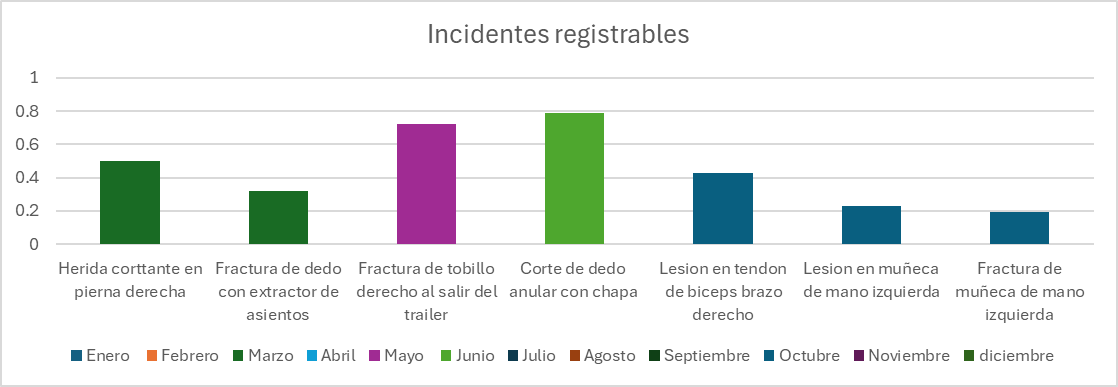 Incidentes registrables
1
0.8
0.6
0.4
0.2
0
Herida corttante en
pierna derecha
Fractura de dedo
con extractor de
asientos
Fractura de tobillo
derecho al salir del
trailer
Corte de dedo
anular con chapa
Lesion en tendon
de biceps brazo
derecho
Lesion en muñeca
de mano izquierda
Fractura de
muñeca de mano
izquierda
Enero Febrero Marzo Abril Mayo Junio Julio Agosto Septiembre Octubre Noviembre diciembre